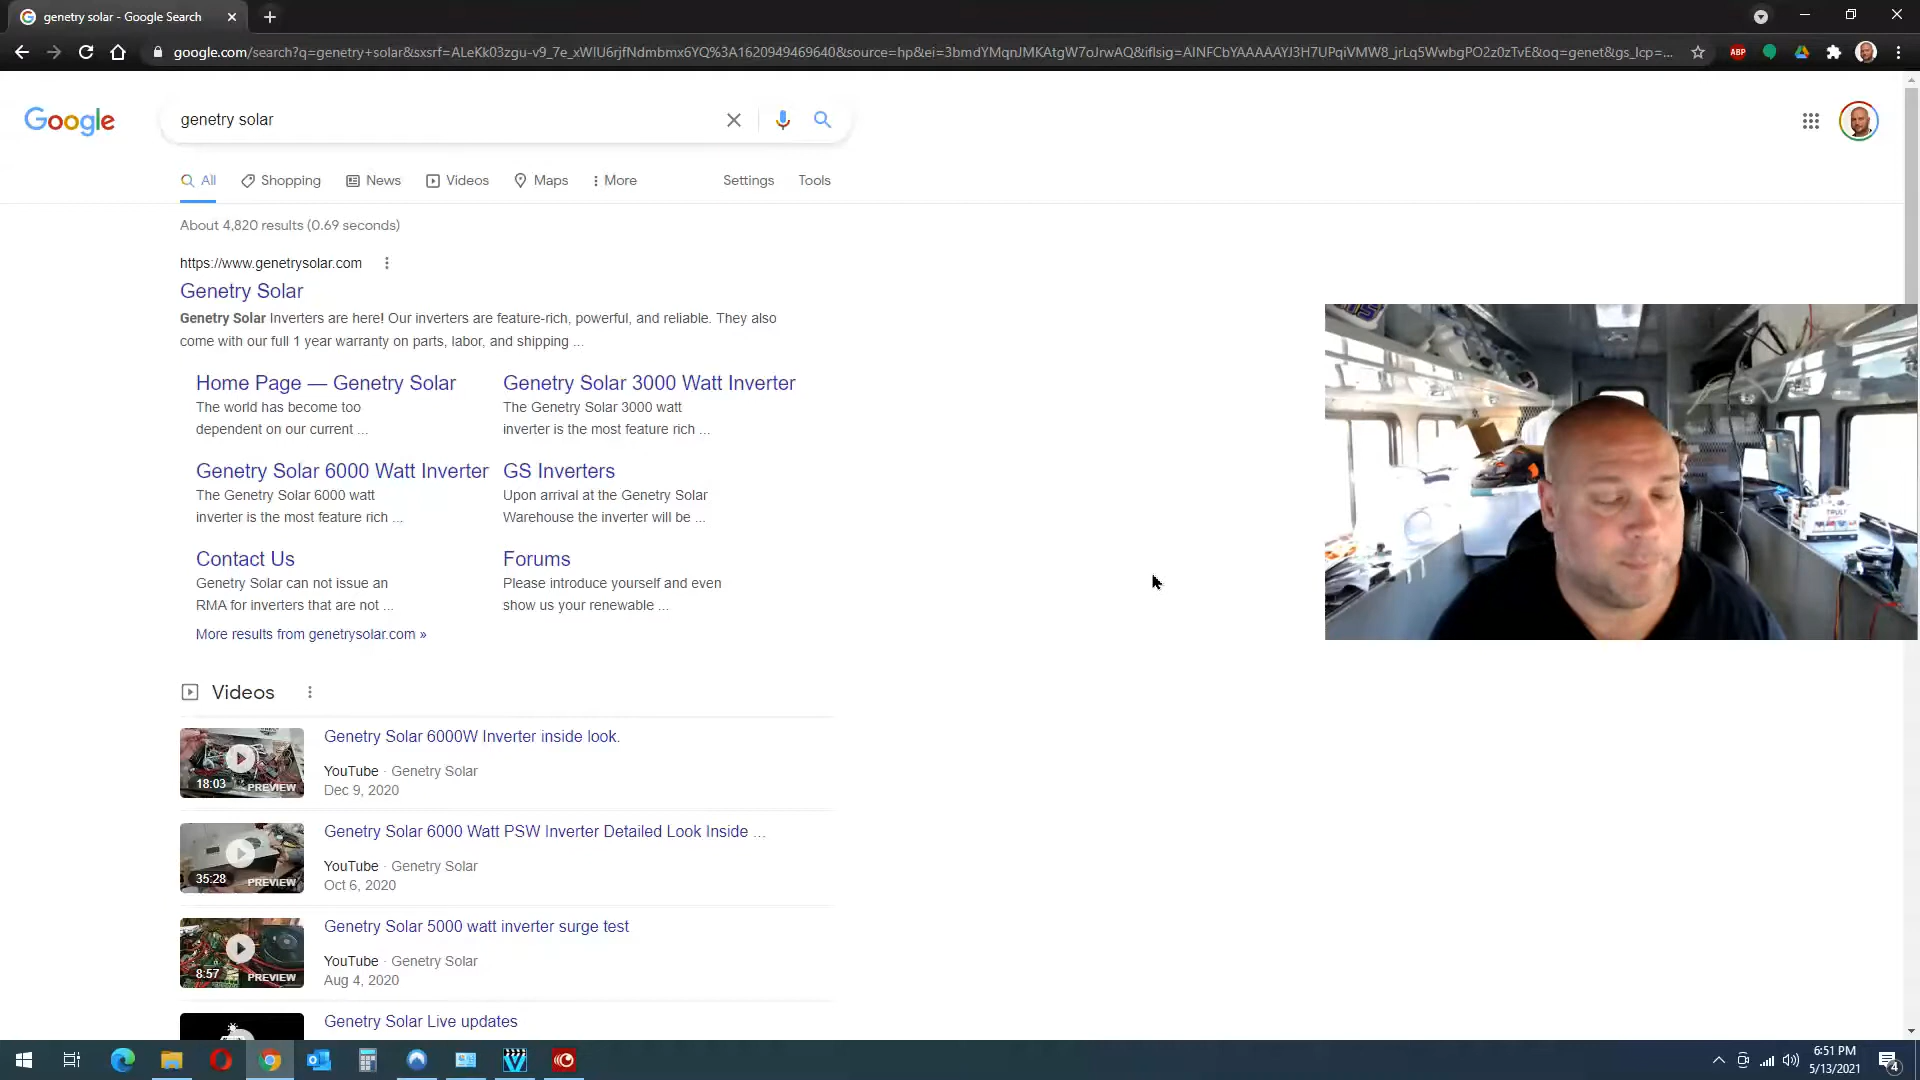 genetry solar - Google Search
google.com/search?q=genetry+solar&sxsrf=ALeKk03zgu-v9_7e_xWIU6rjfNdmbmx6YQ%3A1620949469640&source=hp&ei=3bmdYMqnJMKAtgW7oJrwAQ&iflsig=AINFCbYAAAAAYJ3H7UPqiVMW8_jrLq5WwbgPO2z0zTvE&oq=genet&gs_lcp=...
ABP
Google
genetry solar
All
Shopping
News
Videos
Maps
More
Settings
Tools
About 4,820 results (0.69 seconds)
https://www.genetrysolar.com
Genetry Solar
Genetry Solar Inverters are here! Our inverters are feature-rich, powerful, and reliable. They also
come with our full 1 year warranty on parts, labor, and shipping ...
Home Page — Genetry Solar
The world has become too
dependent on our current ...
Genetry Solar 3000 Watt Inverter
The Genetry Solar 3000 watt
inverter is the most feature rich ...
Genetry Solar 6000 Watt Inverter
The Genetry Solar 6000 watt
inverter is the most feature rich ...
GS Inverters
Upon arrival at the Genetry Solar
Warehouse the inverter will be ...
Contact Us
Genetry Solar can not issue an
RMA for inverters that are not ...
Forums
Please introduce yourself and even
show us your renewable ...
More results from genetrysolar.com »
Videos
18:03
PREVIEW
Genetry Solar 6000W Inverter inside look.
YouTube · Genetry Solar
Dec 9, 2020
35:28
PREVIEW
Genetry Solar 6000 Watt PSW Inverter Detailed Look Inside ...
YouTube · Genetry Solar
Oct 6, 2020
8:57
PREVIEW
Genetry Solar 5000 watt inverter surge test
YouTube · Genetry Solar
Aug 4, 2020
Genetry Solar Live updates
TRULY
6:51 PM
5/13/2021
4